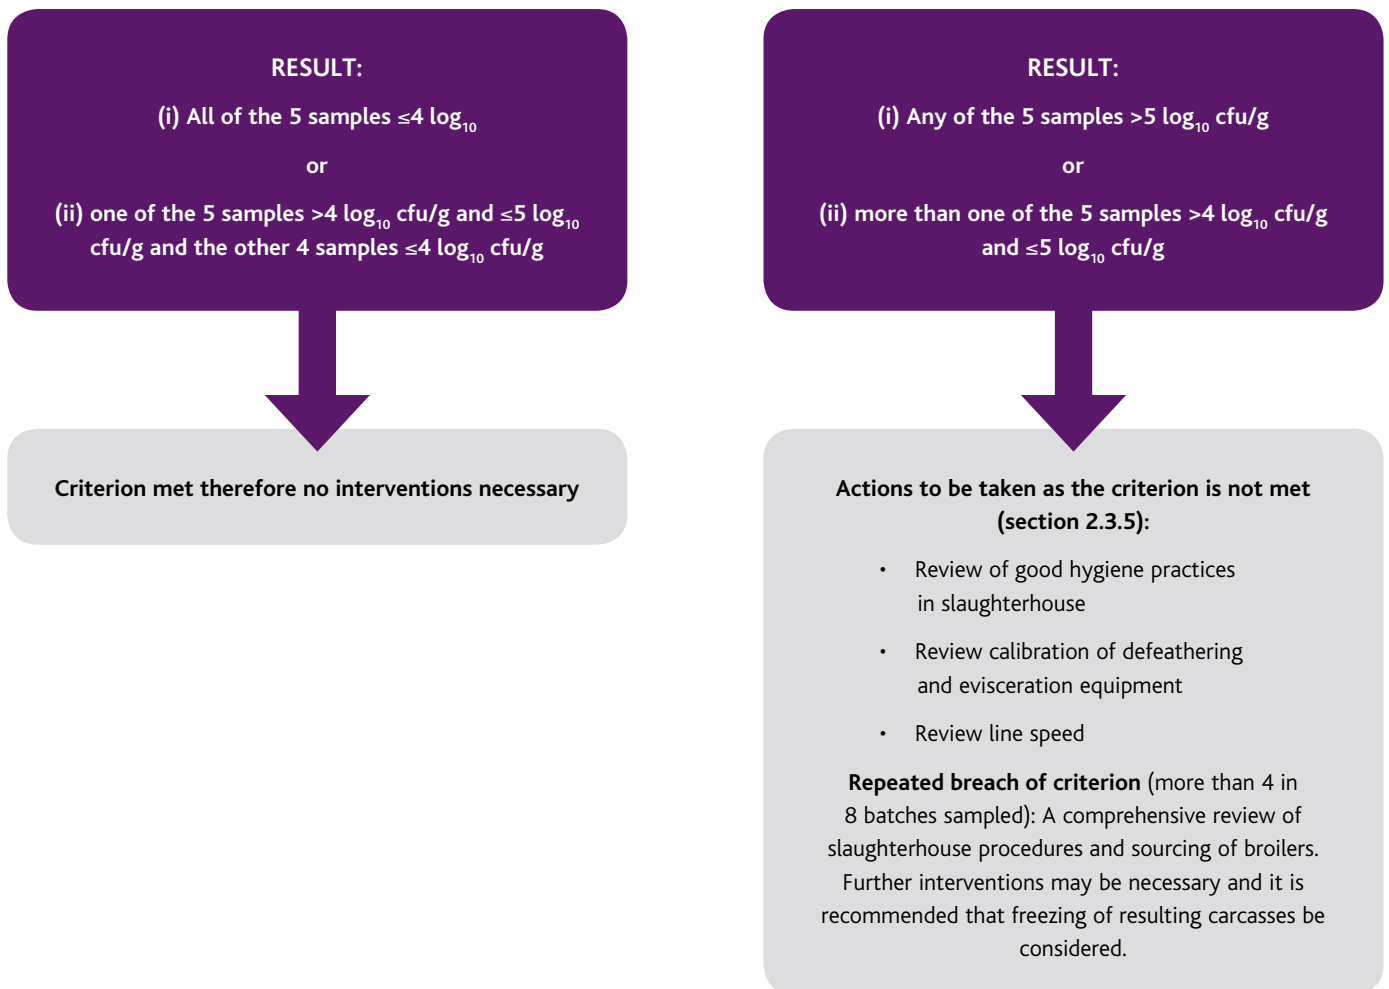 RESULT:
(i) All of the 5 samples ≤4 log₁₀
or
(ii) one of the 5 samples >4 log₁₀ cfu/g and ≤5 log₁₀
cfu/g and the other 4 samples ≤4 log₁₀ cfu/g
Criterion met therefore no interventions necessary
RESULT:
(i) Any of the 5 samples >5 log₁₀ cfu/g
or
(ii) more than one of the 5 samples >4 log₁₀ cfu/g
and ≤5 log₁₀ cfu/g
Actions to be taken as the criterion is not met
(section 2.3.5):
• Review of good hygiene practices
in slaughterhouse
• Review calibration of defeathering
and evisceration equipment
• Review line speed
Repeated breach of criterion (more than 4 in
8 batches sampled): A comprehensive review of
slaughterhouse procedures and sourcing of broilers.
Further interventions may be necessary and it is
recommended that freezing of resulting carcasses be
considered.